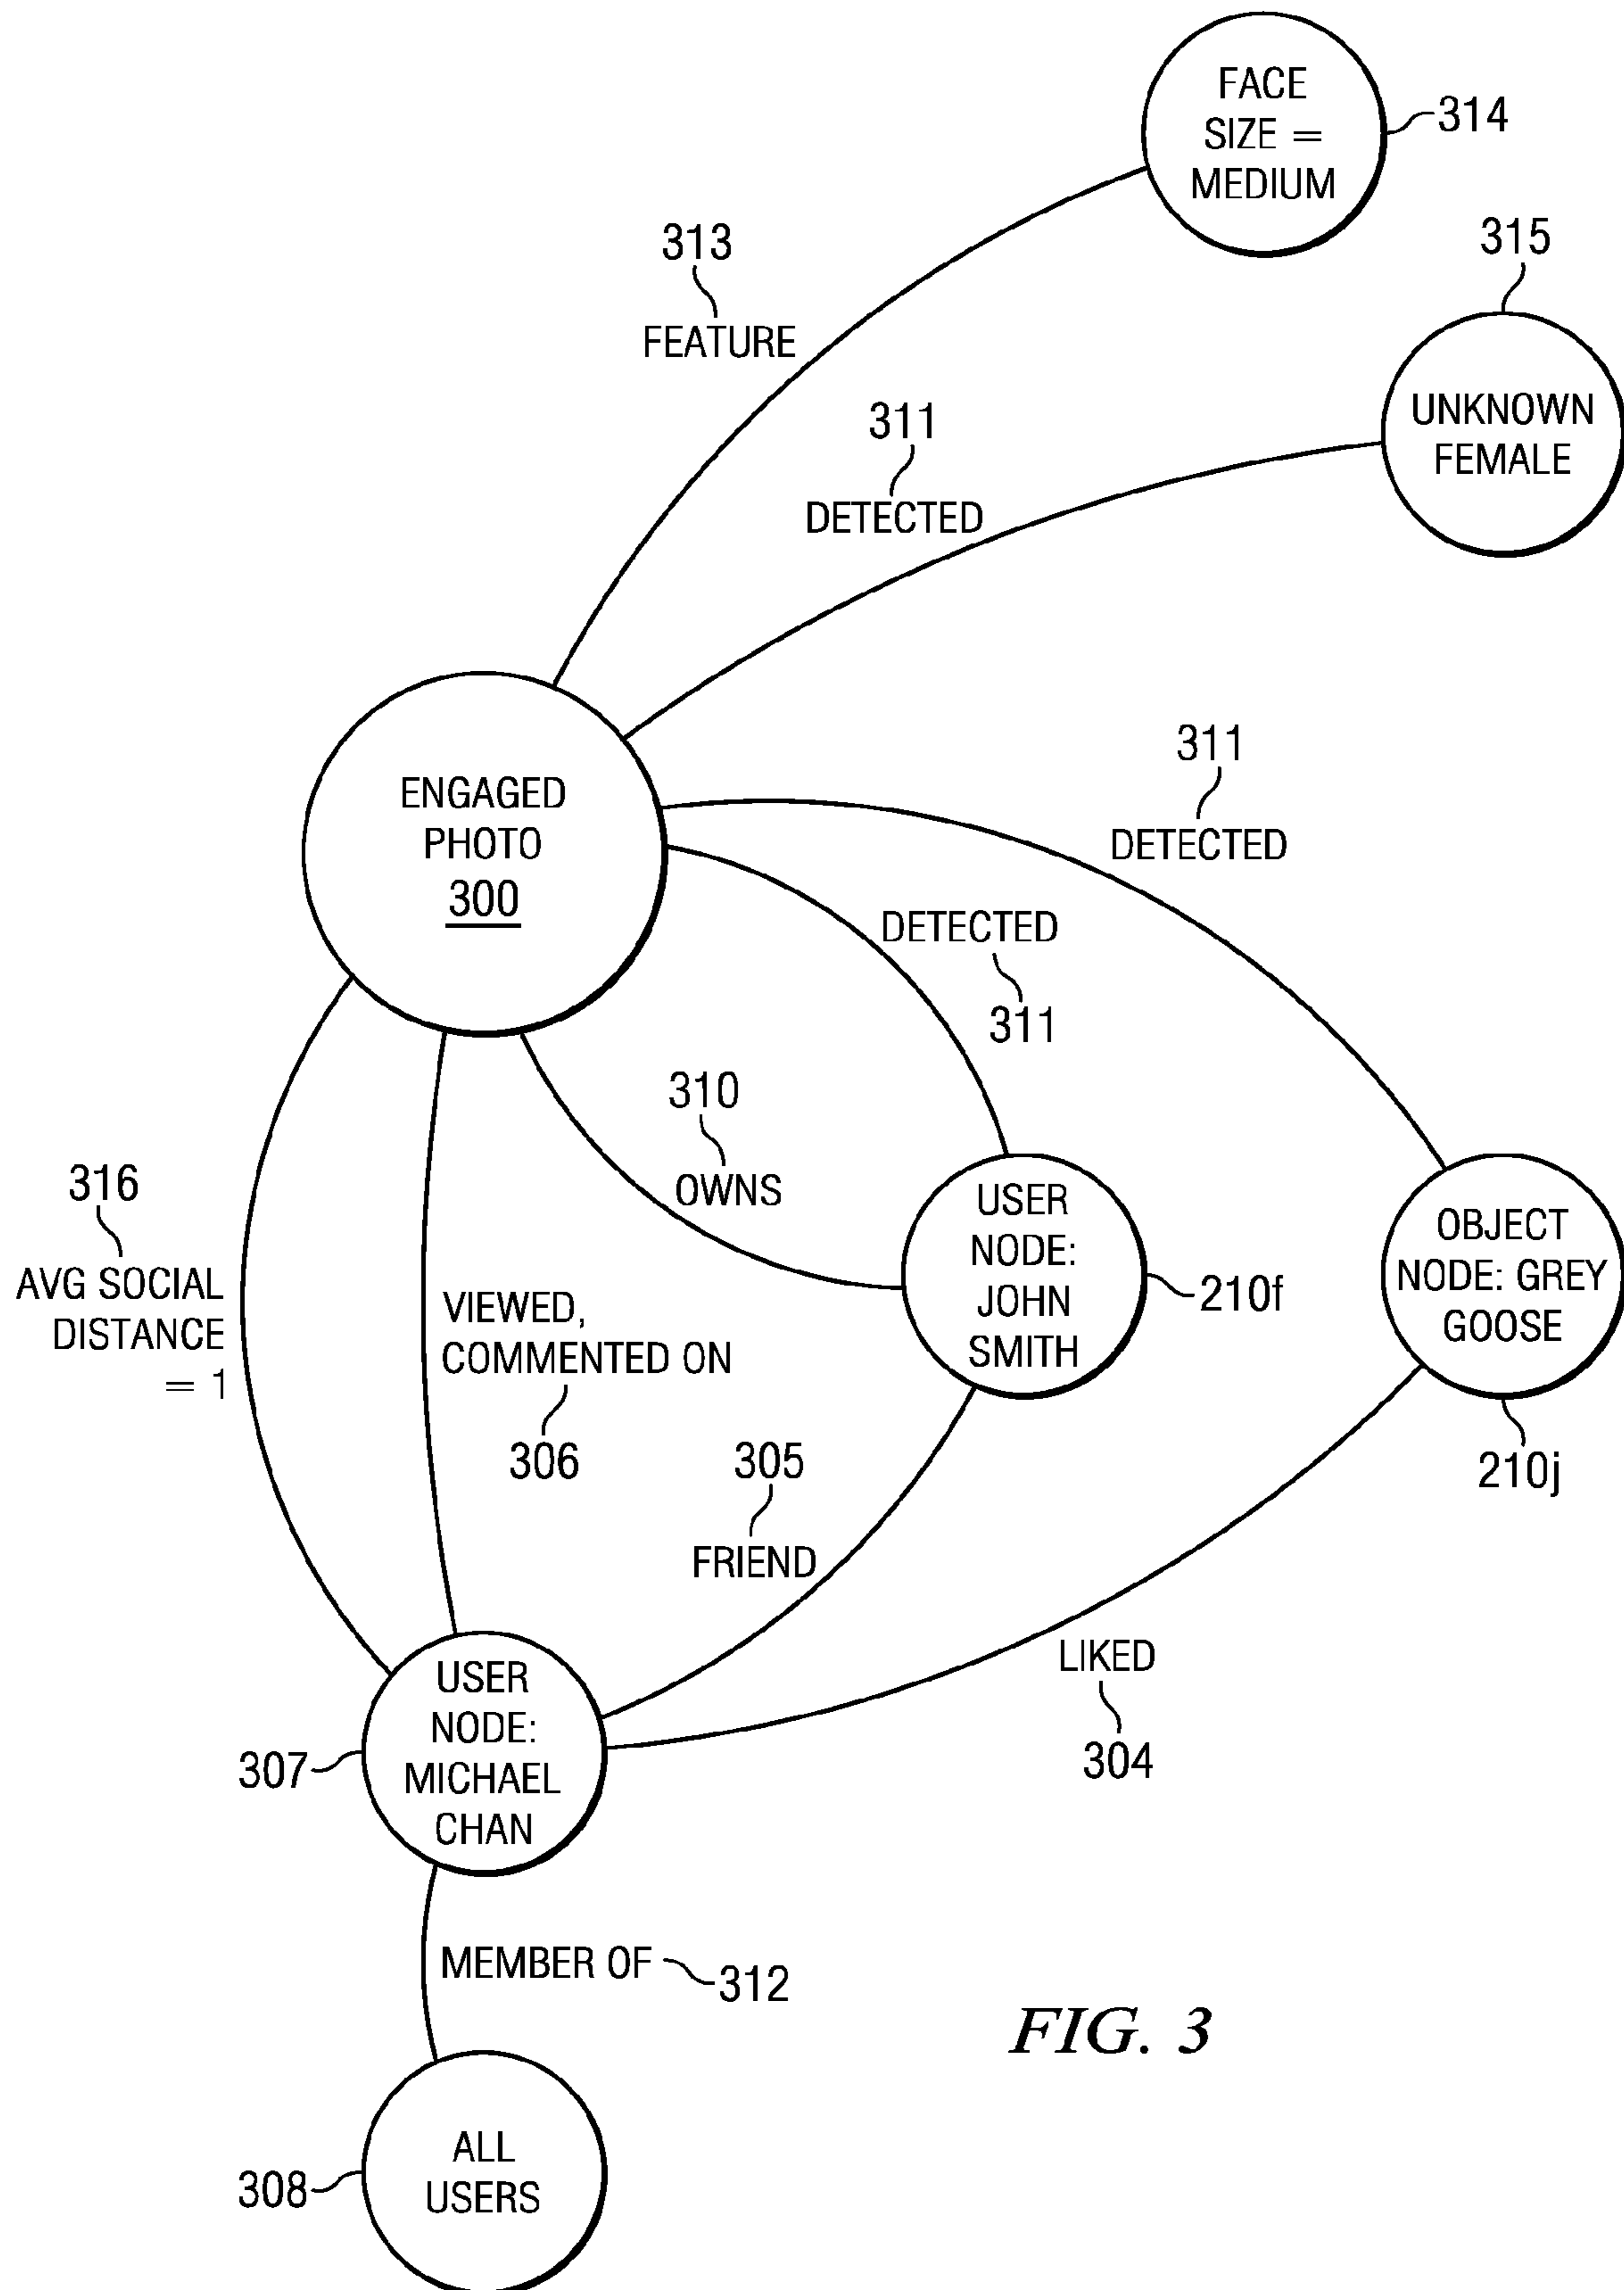 FACE
SIZE =
MEDIUM
314
313
FEATURE
315
UNKNOWN
FEMALE
311
DETECTED
ENGAGED
PHOTO
300
311
DETECTED
DETECTED
311
310
OWNS
316
AVG SOCIAL
DISTANCE
= 1
VIEWED,
COMMENTED ON
306
USER
NODE:
JOHN
SMITH
210f
OBJECT
NODE: GREY
GOOSE
210j
305
FRIEND
LIKED
304
USER
NODE:
MICHAEL
CHAN
307
MEMBER OF
312
FIG. 3
ALL
USERS
308